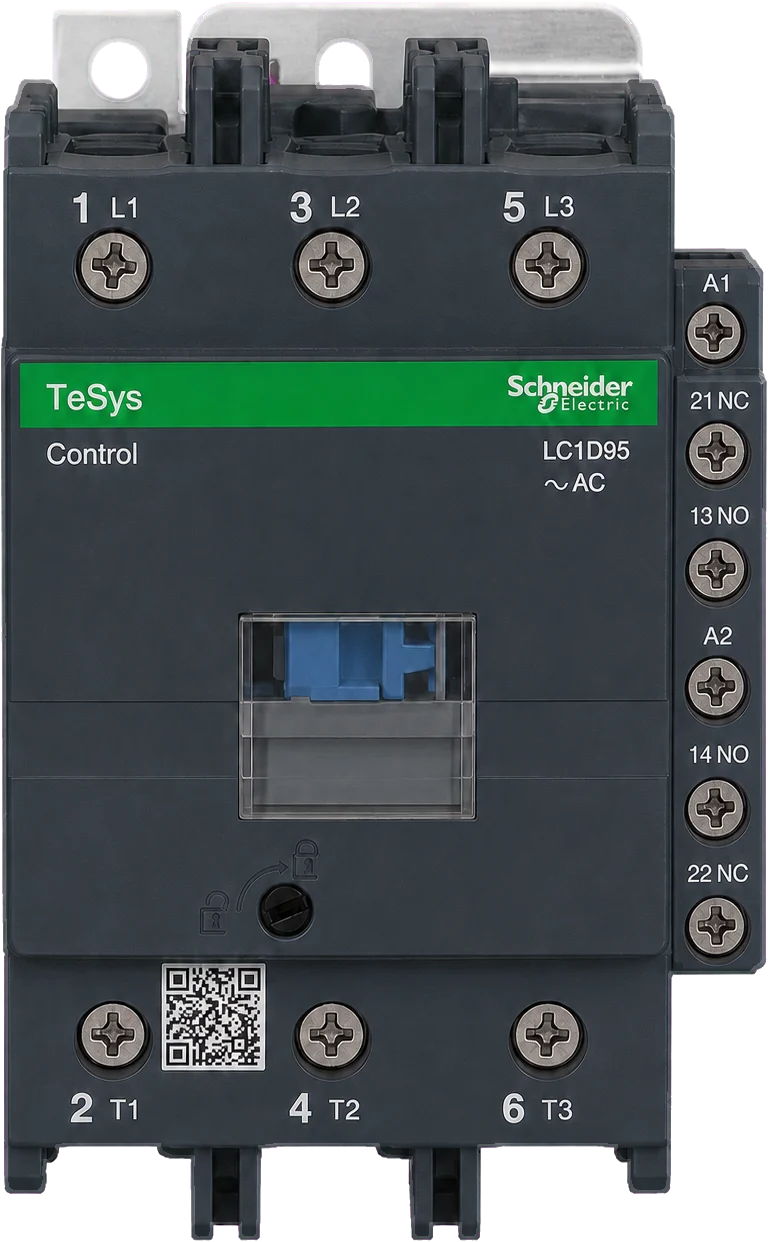 1 L1 3 L2 5 L3
A1
TeSys Schneider Electric
21 NC
Control LC1D95
～ AC
13 NO
A2
14 NO
22 NC
2 T1 4 T2 6 T3